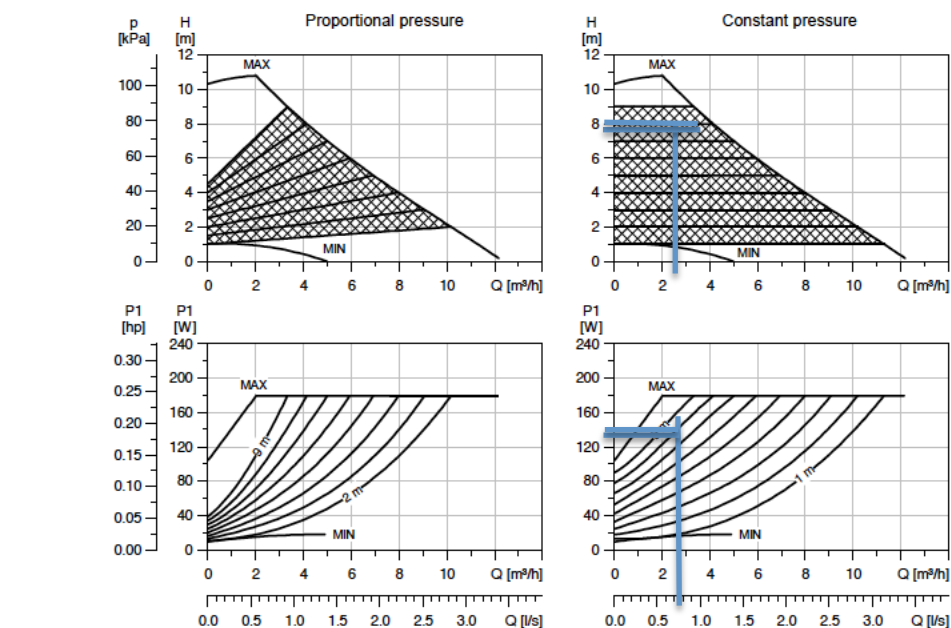 Proportional pressure
p
[kPa]
H
[m]
12
10
8
6
4
2
0
100
80
60
40
20
0
MAX
MIN
0 2 4 6 8 10 Q [m³/h]
Constant pressure
H
[m]
12
10
8
6
4
2
0
MAX
MIN
0 2 4 6 8 10 Q [m³/h]
P1
[hp]
P1
[W]
0.30
0.25
0.20
0.15
0.10
0.05
0.00
240
200
160
120
80
40
0
MAX
9 m
2 m
MIN
0 2 4 6 8 10 Q [m³/h]
0.0 0.5 1.0 1.5 2.0 2.5 3.0 Q [l/s]
P1
[W]
240
200
160
120
80
40
0
MAX
m
1 m
MIN
0 2 4 6 8 10 Q [m³/h]
0.0 0.5 1.0 1.5 2.0 2.5 3.0 Q [l/s]